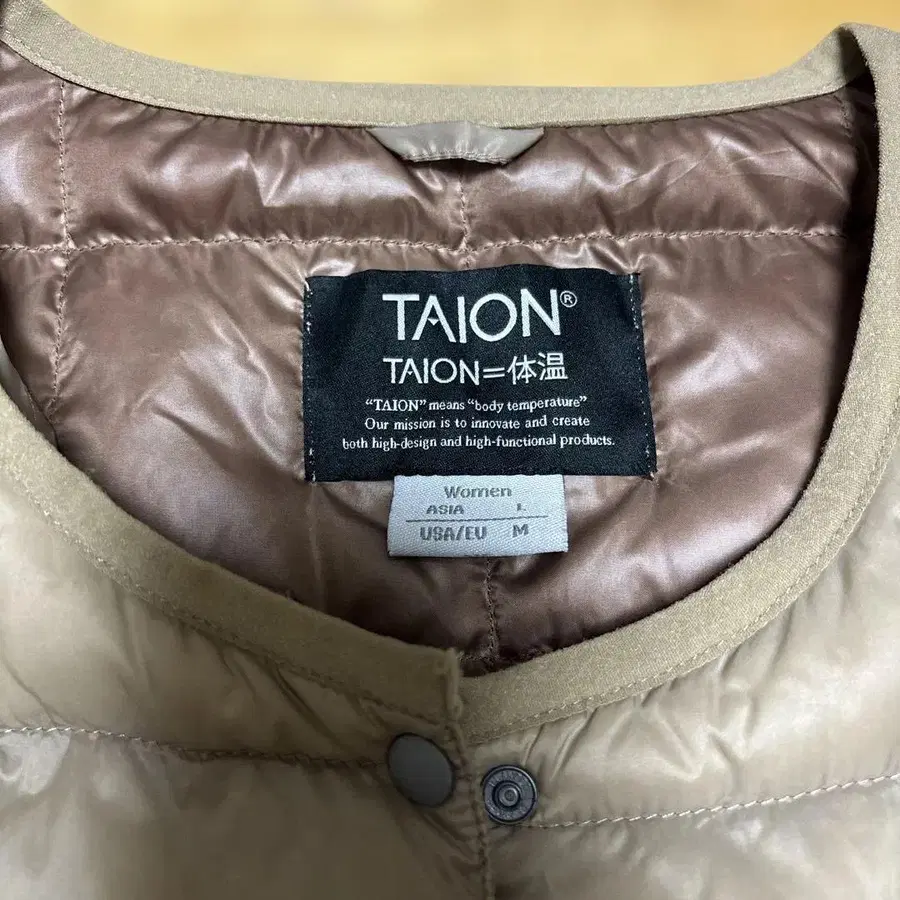 TAION®
TAION=体温
“TAION” means “body temperature”
Our mission is to innovate and create
both high-design and high-functional products.
Women
ASIA L
USA/EU M